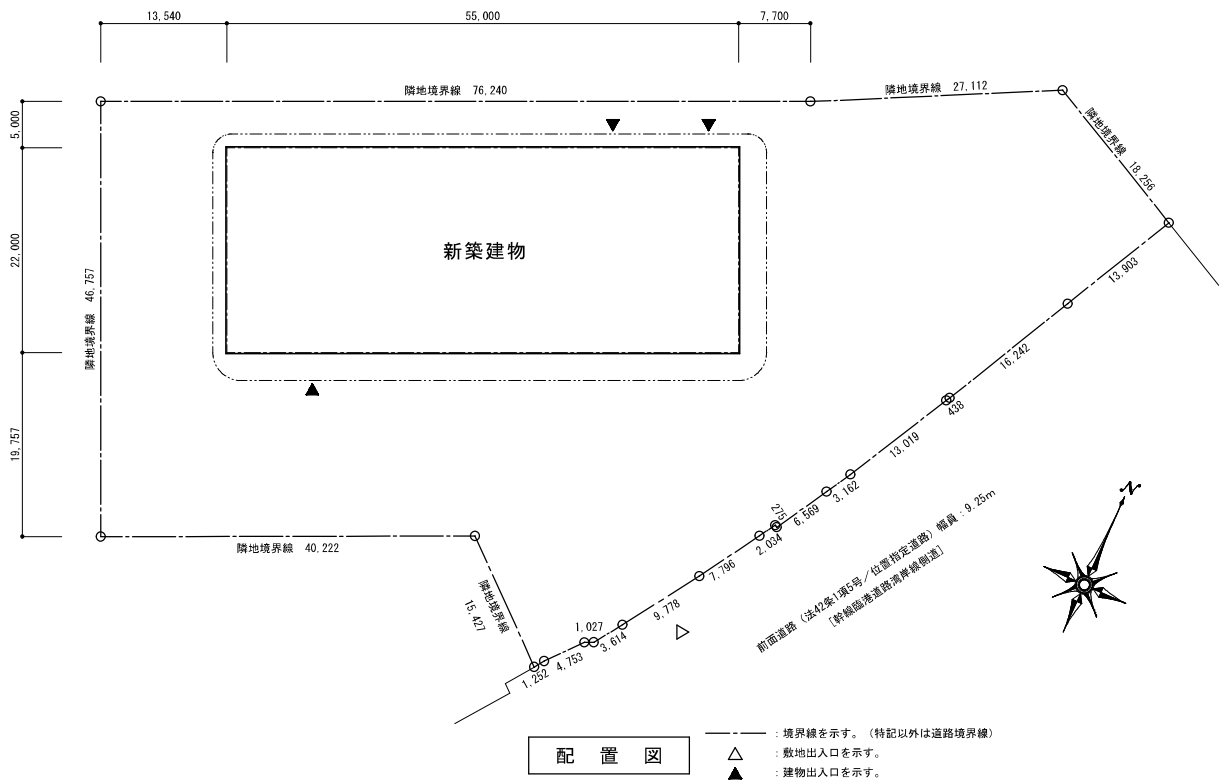 13,540
55,000
7,700
隣地境界線 76,240
隣地境界線 27,112
隣地境界線 18,256
5,000
22,000
19,757
隣地境界線 46,757
新築建物
13,903
16,242
438
13,019
3,162
6,569
275
2,034
7,796
9,778
3,614
1,027
4,753
1,252
隣地境界線 40,222
隣地境界線
15,427
前面道路（法42条1項5号／位置指定道路）幅員：9.25m
［幹線臨港道路湾岸線側道］
N
配置図
：境界線を示す。（特記以外は道路境界線）
：敷地出入口を示す。
：建物出入口を示す。